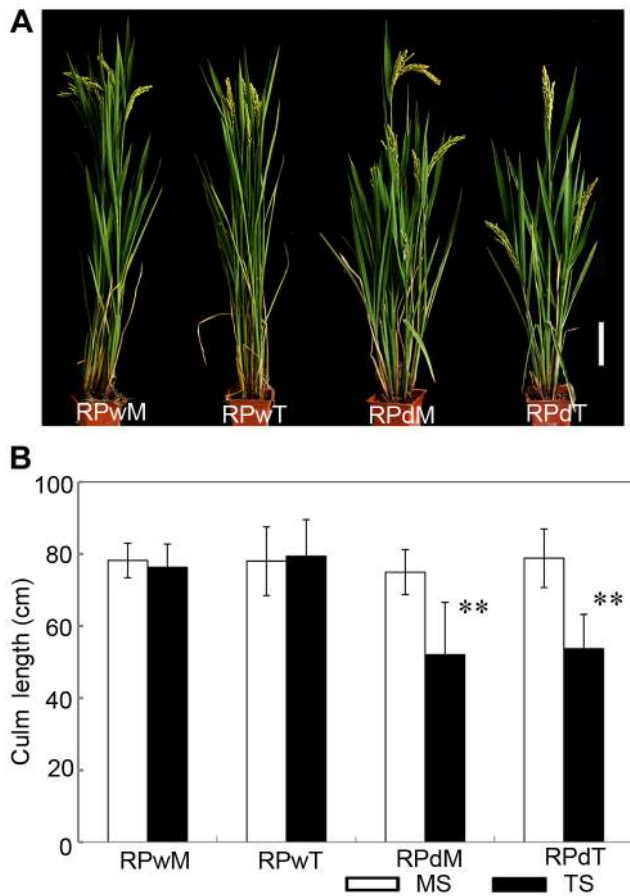 A
RPwM RPwT RPdM RPdT
B
100
80
60
40
20
0
Culm length (cm)
** **
RPwM RPwT RPdM RPdT
MS TS